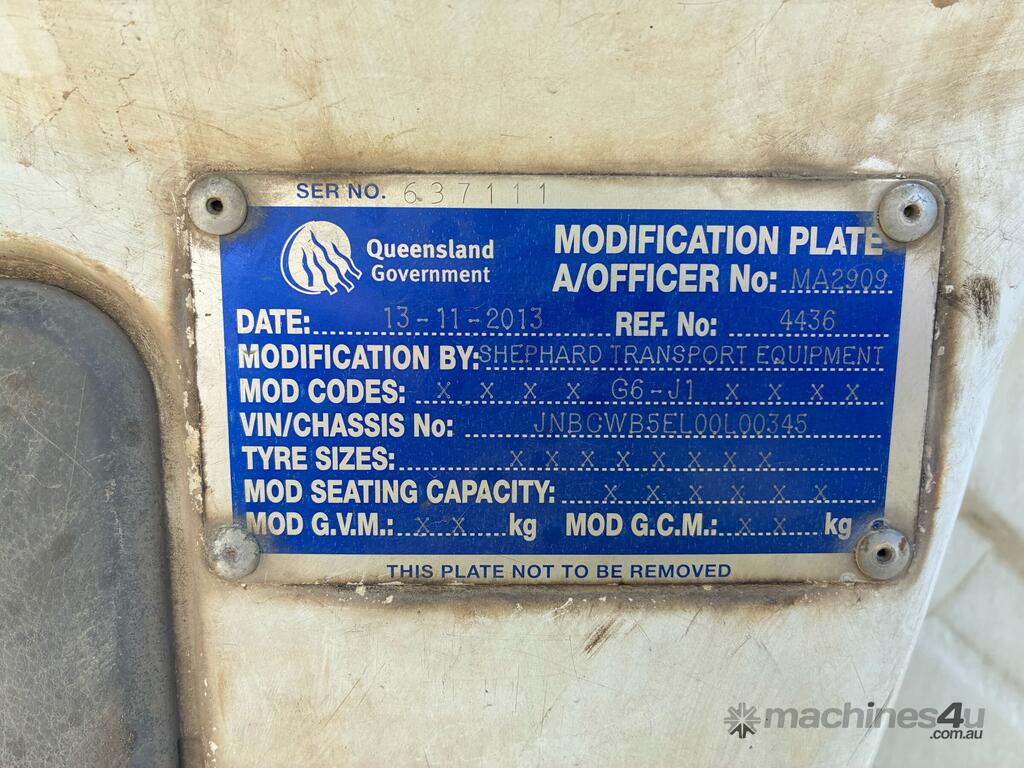 SER NO. 637111
Queensland
Government
MODIFICATION PLATE
A/OFFICER No: MA2909
DATE: 13-11-2013 REF. No: 4436
MODIFICATION BY: SHEPHARD TRANSPORT EQUIPMENT
MOD CODES: X X X X G6-J1 X X X X
VIN/CHASSIS No: JNBCWB5EL00L00345
TYRE SIZES: X X X X X X X X
MOD SEATING CAPACITY: X X X X X X
MOD G.V.M.: X X kg MOD G.C.M.: X X kg
THIS PLATE NOT TO BE REMOVED
machines4u
.com.au